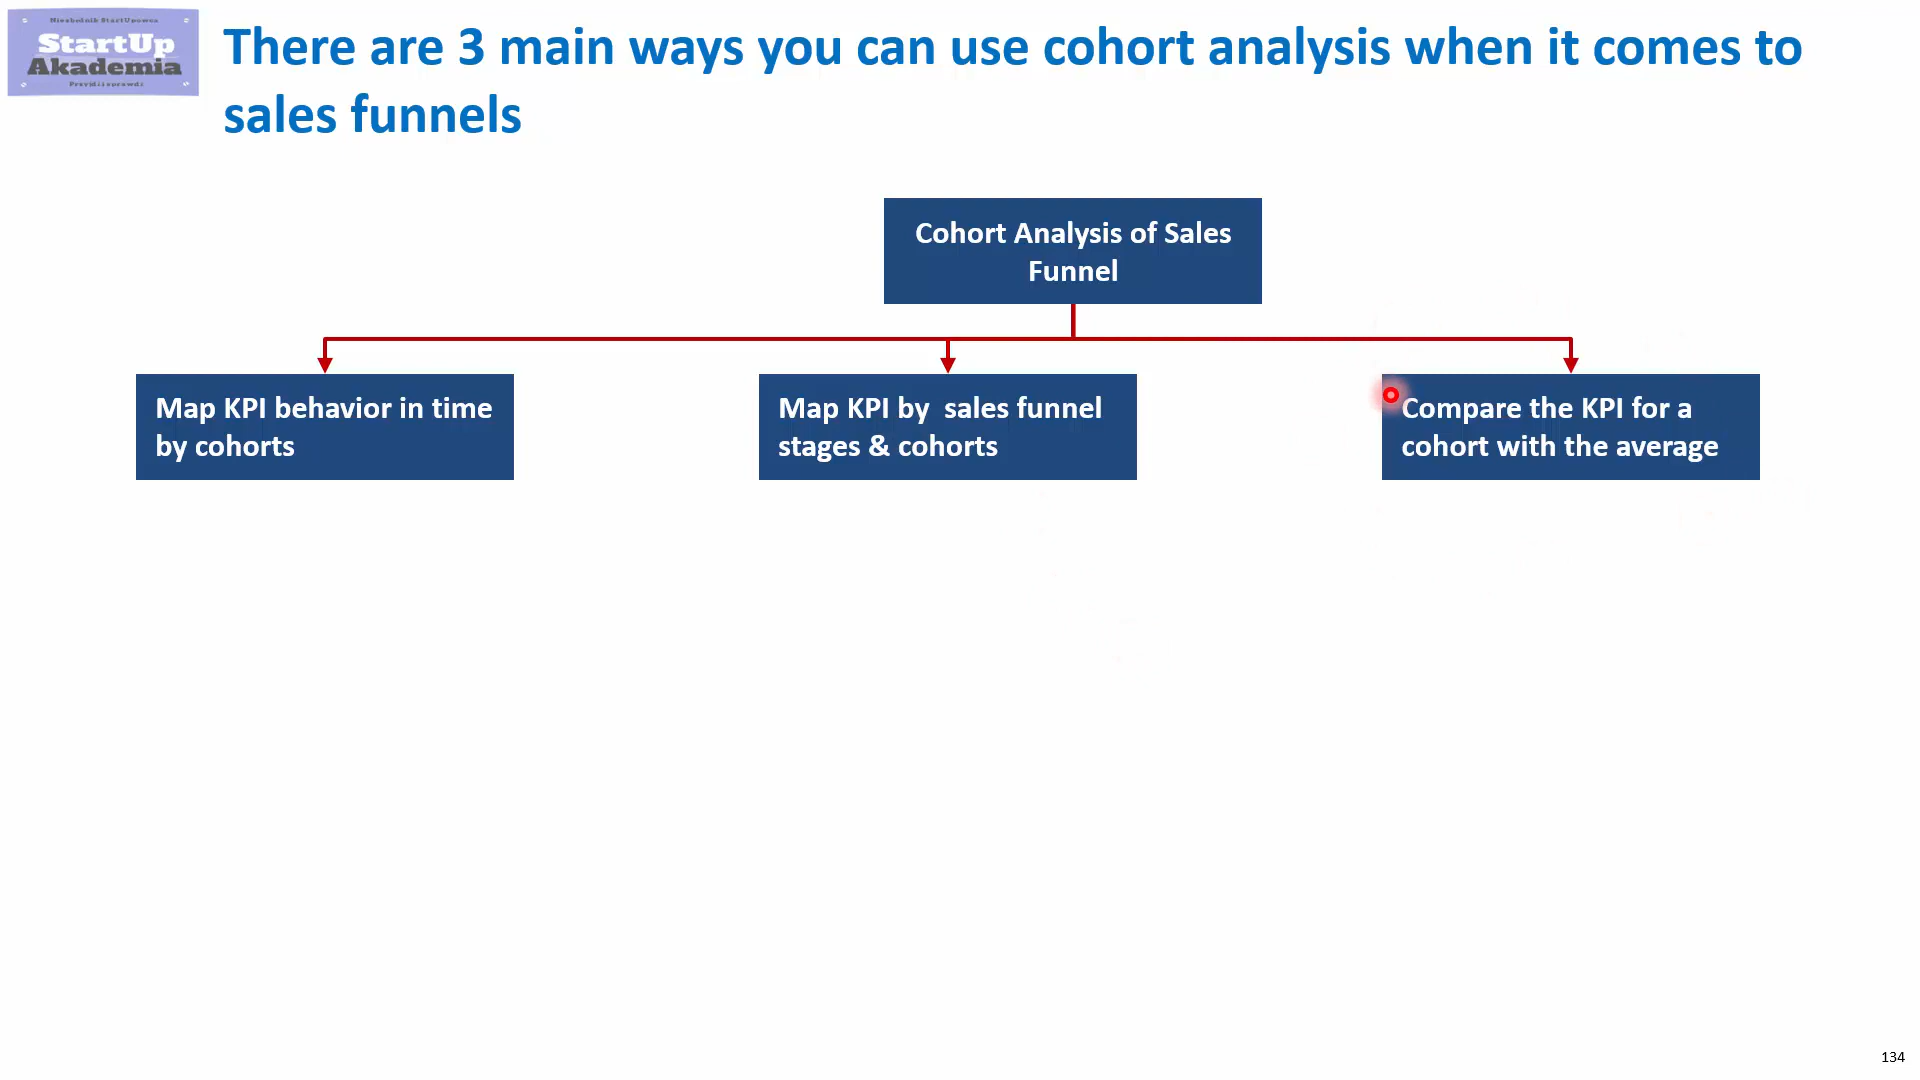 Niezbędnik StartUpowca
StartUp
Akademia
There are 3 main ways you can use cohort analysis when it comes to
sales funnels
Cohort Analysis of Sales
Funnel
Map KPI behavior in time
by cohorts
Map KPI by  sales funnel
stages & cohorts
Compare the KPI for a
cohort with the average
134